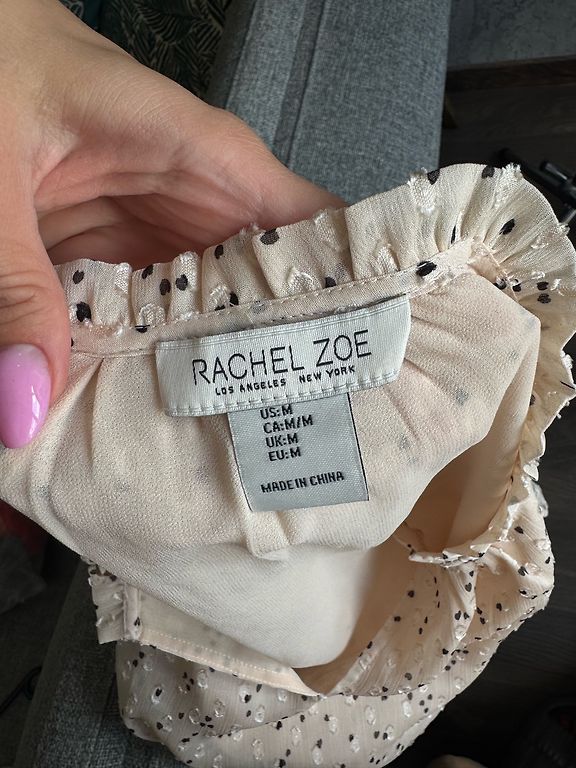 RACHEL ZOE
LOS ANGELES NEW YORK
US:M
CA:M/M
UK:M
EU:M
MADE IN CHINA